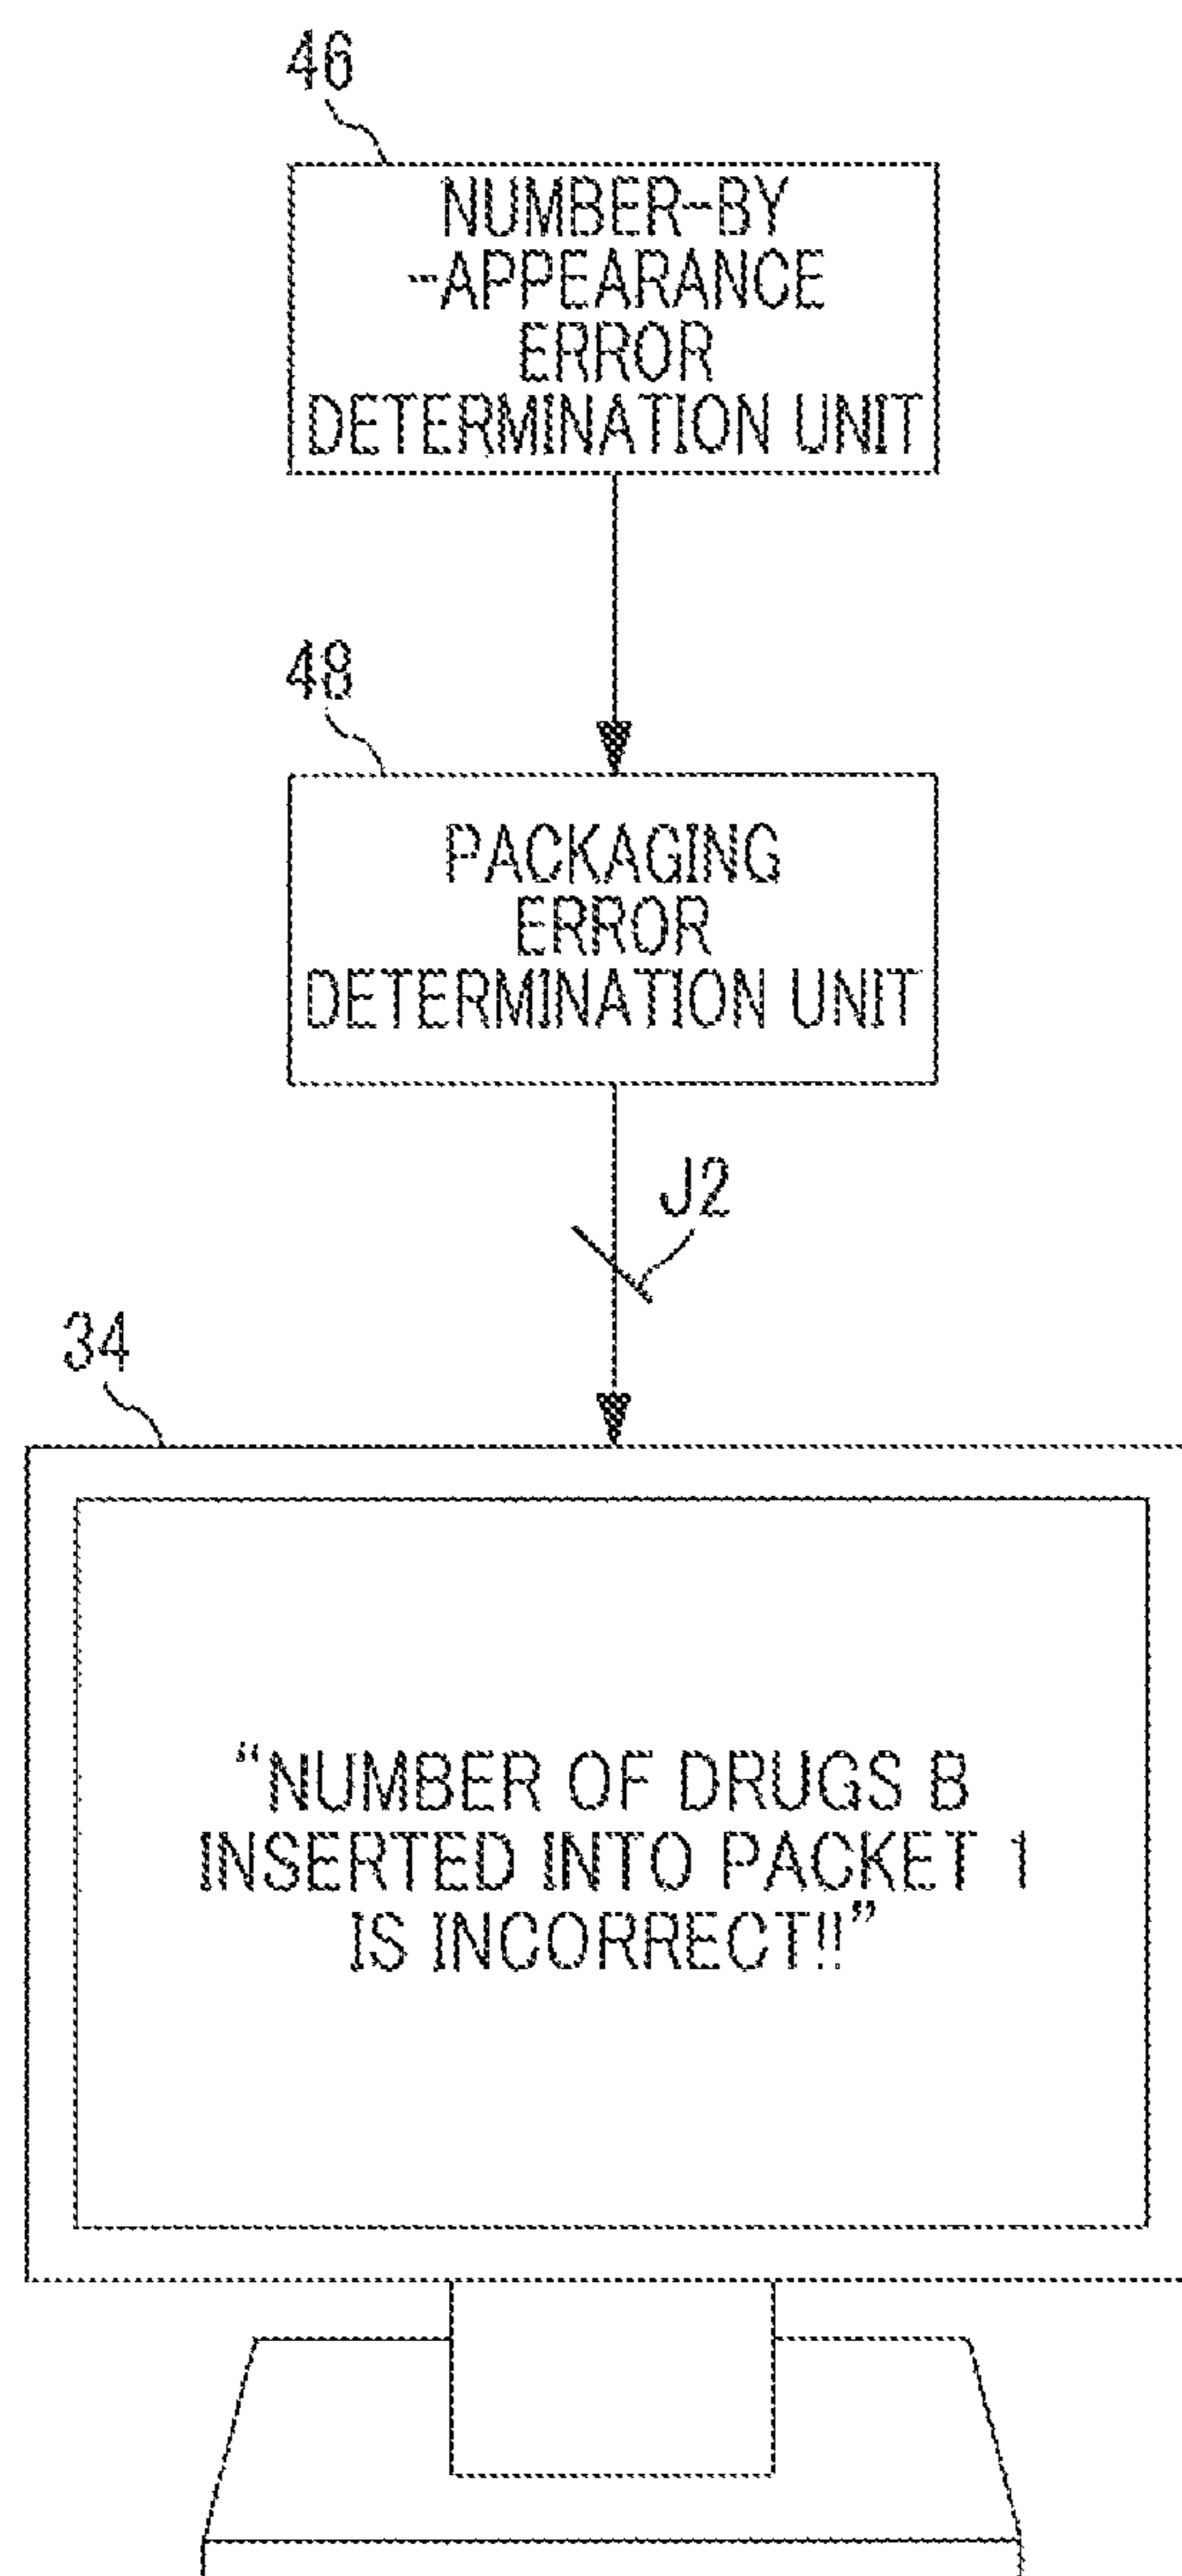 46
NUMBER-BY
-APPEARANCE
ERROR
DETERMINATION UNIT
48
PACKAGING
ERROR
DETERMINATION UNIT
J2
34
“NUMBER OF DRUGS B
INSERTED INTO PACKET 1
IS INCORRECT!!”